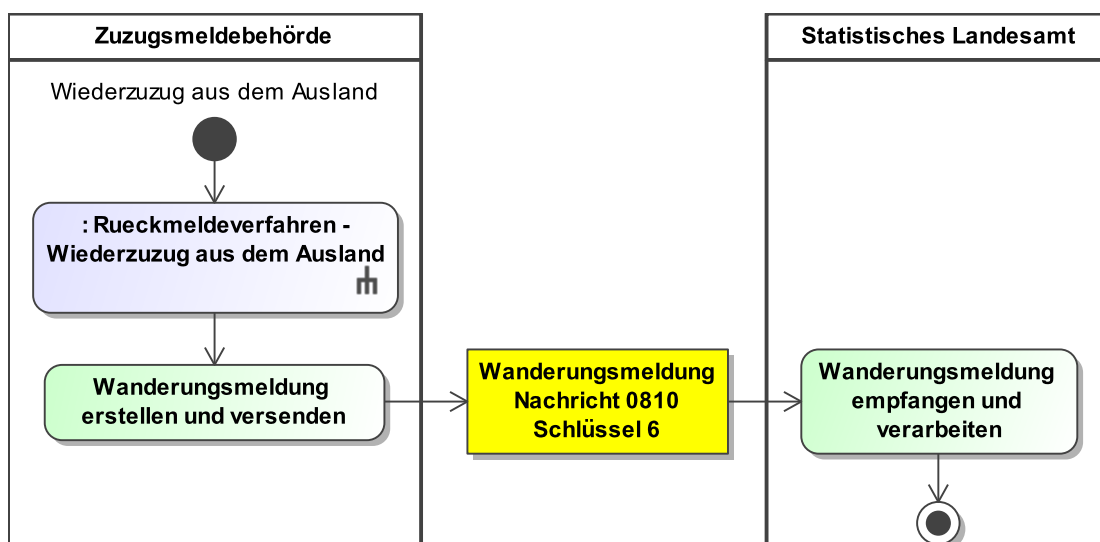 Zuzugsmeldebehörde
Wiederzuzug aus dem Ausland
: Rueckmeldeverfahren -
Wiederzuzug aus dem Ausland
Wanderungsmeldung
erstellen und versenden
Wanderungsmeldung
Nachricht 0810
Schlüssel 6
Statistisches Landesamt
Wanderungsmeldung
empfangen und
verarbeiten